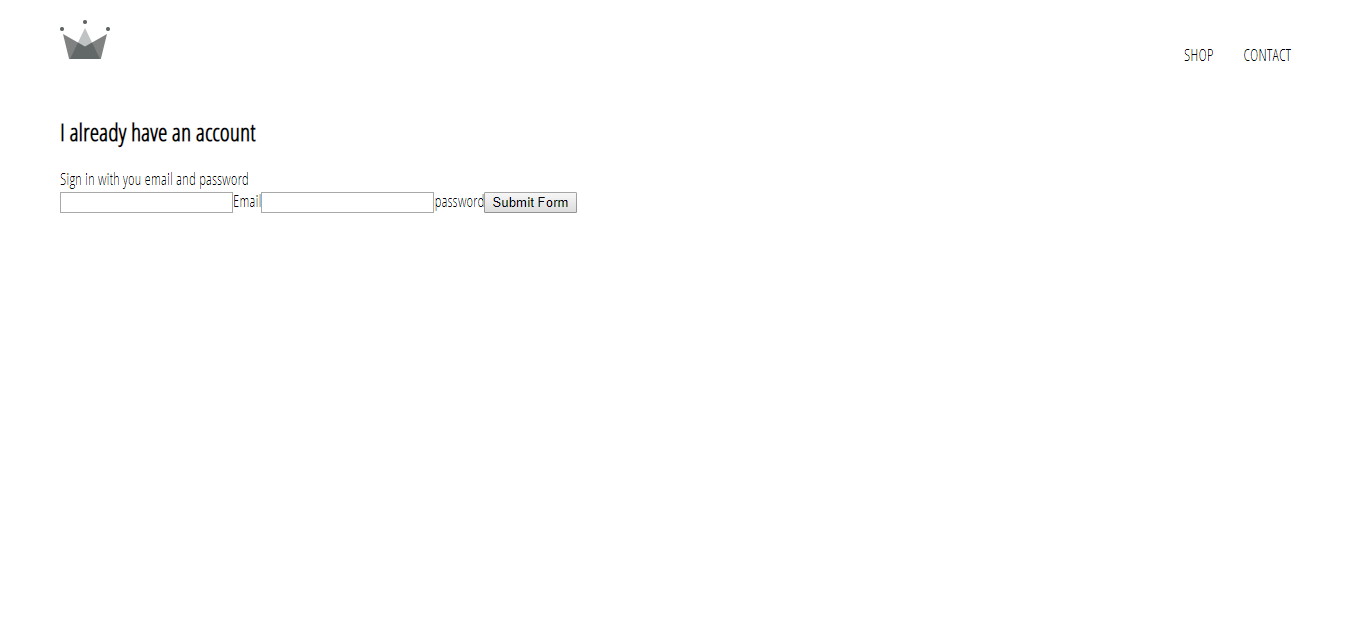 SHOP CONTACT
I already have an account
Sign in with you email and password
Email password Submit Form